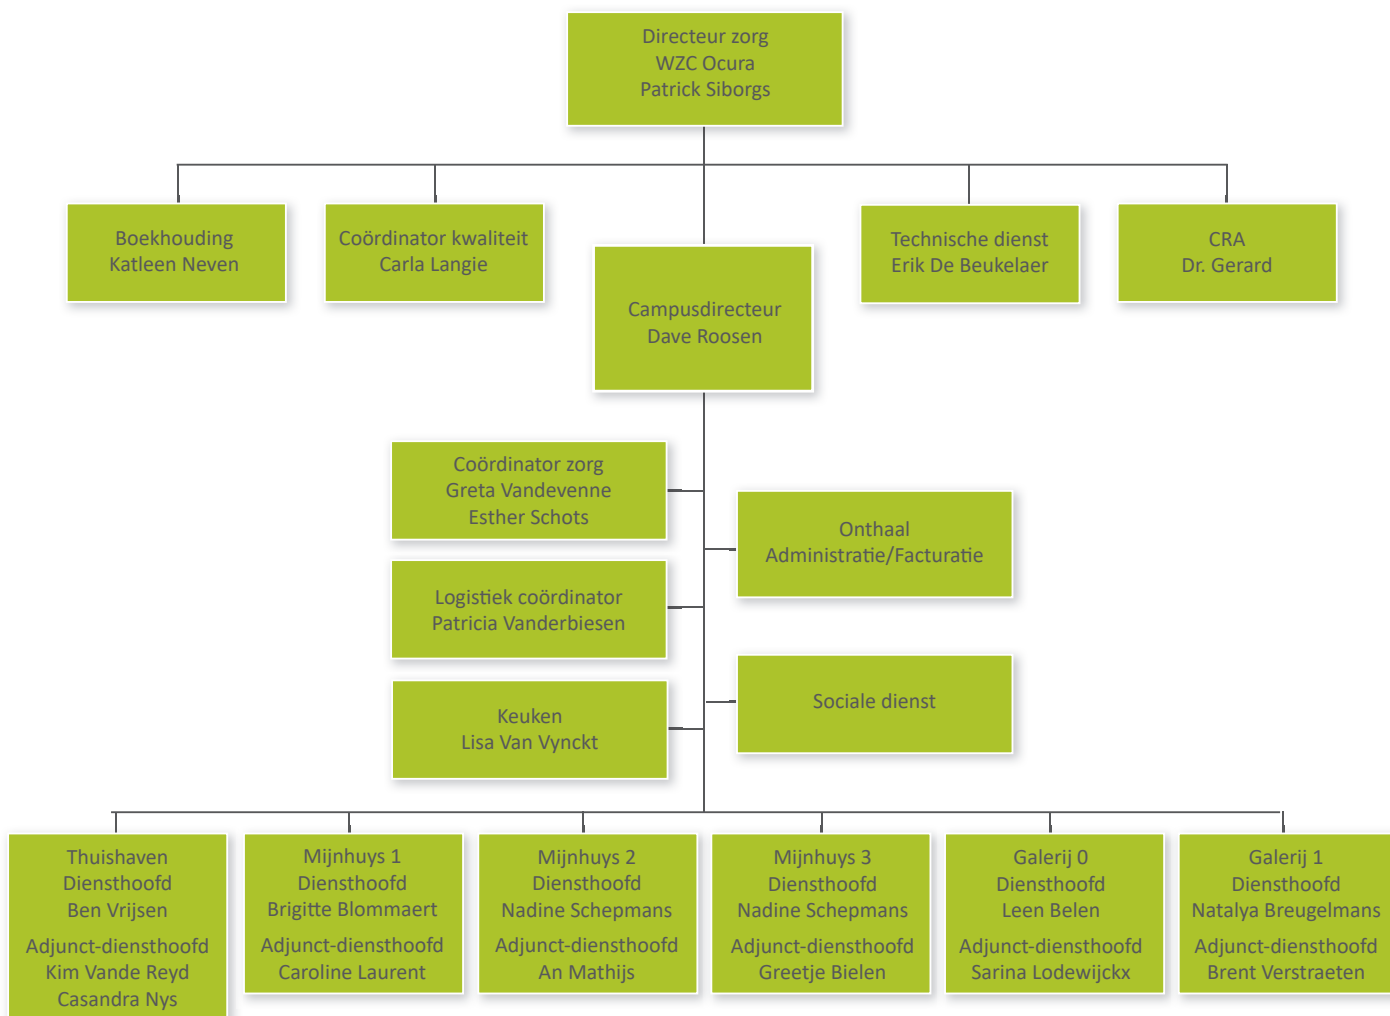 Directeur zorg
WZC Ocura
Patrick Siborgs
Boekhouding
Katleen Neven
Coördinator kwaliteit
Carla Langie
Campusdirecteur
Dave Roosen
Technische dienst
Erik De Beukelaer
CRA
Dr. Gerard
Coördinator zorg
Greta Vandevenne
Esther Schots
Onthaal
Administratie/Facturatie
Logistiek coördinator
Patricia Vanderbiesen
Sociale dienst
Keuken
Lisa Van Vynckt
Thuishaven
Diensthoofd
Ben Vrijsen
Adjunct-diensthoofd
Kim Vande Reyd
Casandra Nys
Mijnhuys 1
Diensthoofd
Brigitte Blommaert
Adjunct-diensthoofd
Caroline Laurent
Mijnhuys 2
Diensthoofd
Nadine Schepmans
Adjunct-diensthoofd
An Mathijs
Mijnhuys 3
Diensthoofd
Nadine Schepmans
Adjunct-diensthoofd
Greetje Bielen
Galerij 0
Diensthoofd
Leen Belen
Adjunct-diensthoofd
Sarina Lodewijckx
Galerij 1
Diensthoofd
Natalya Breugelmans
Adjunct-diensthoofd
Brent Verstraeten